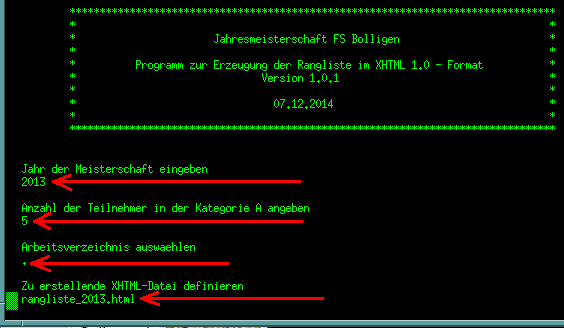 ********************************************************************************
* *
* Jahresmeisterschaft FS Bolligen *
* *
* Programm zur Erzeugung der Rangliste im XHTML 1.0 - Format *
* Version 1.0.1 *
* *
* 07.12.2014 *
* *
********************************************************************************
Jahr der Meisterschaft eingeben
2013
Anzahl der Teilnehmer in der Kategorie A angeben
5
Arbeitsverzeichnis auswaehlen
.
Zu erstellende XHTML-Datei definieren
rangliste_2013.html